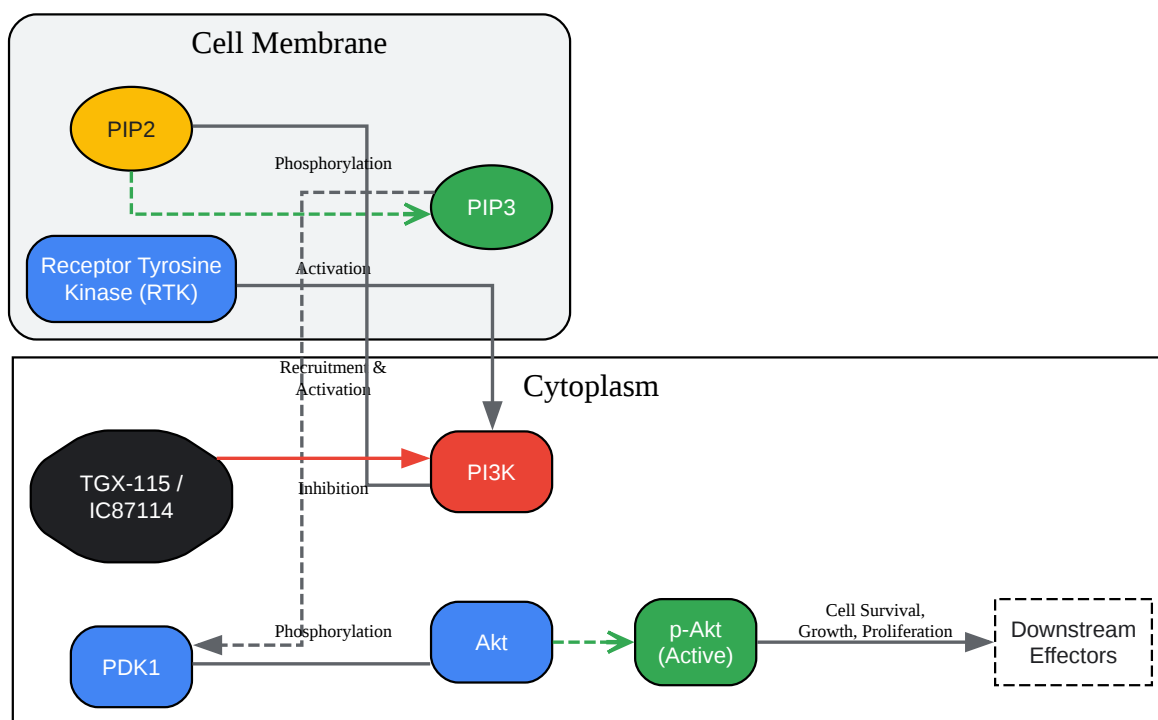 Cell Membrane
PIP2
Phosphorylation
PIP3
Receptor Tyrosine
Kinase (RTK)
Activation
Recruitment &
Activation
Cytoplasm
TGX-115 /
IC87114
PI3K
Inhibition
PDK1
Phosphorylation
Akt
p-Akt
(Active)
Cell Survival,
Growth, Proliferation
Downstream
Effectors